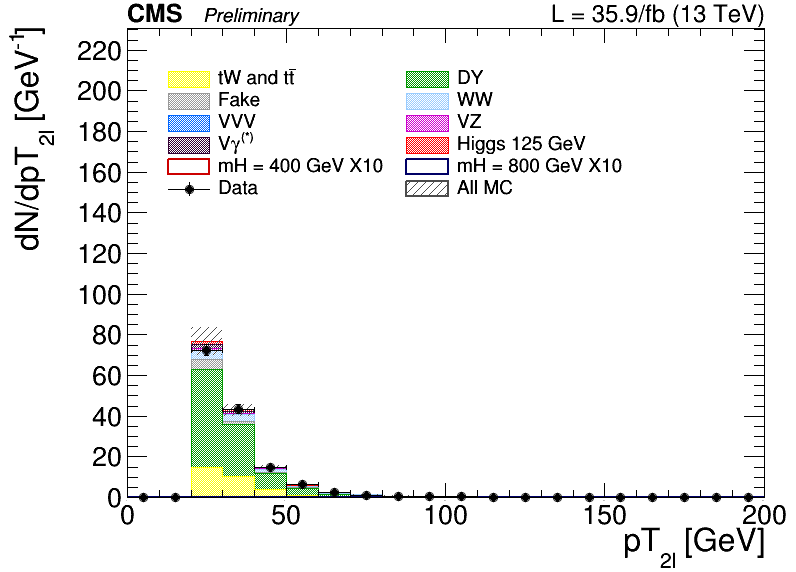 CMS Preliminary L = 35.9/fb (13 TeV)
dN/dpT2l [GeV-1]
220
200
180
160
140
120
100
80
60
40
20
0
tW and tt̄ DY
Fake WW
VVV VZ
Vγ(*) Higgs 125 GeV
mH = 400 GeV X10 mH = 800 GeV X10
Data All MC
0 50 100 150 200
pT2l [GeV]